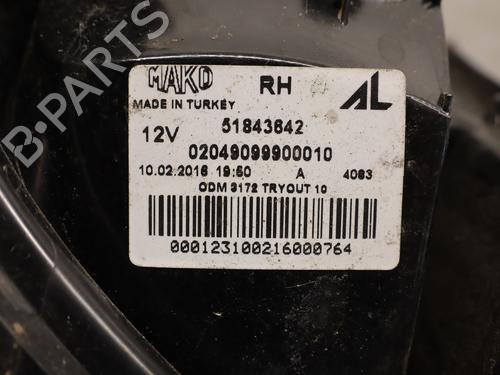 MAKO RH AL
MADE IN TURKEY
12V 51843642
02049099900010
10.02.2016 19:50 A 4063
ODM 3172 TRYOUT 10
000123100216000764
B-PARTS